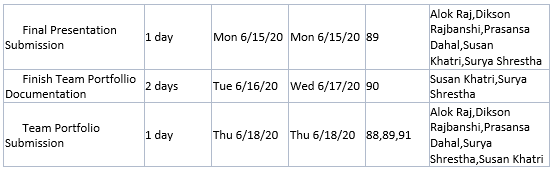 Final Presentation
Submission
1 day
Mon 6/15/20
Mon 6/15/20
89
Alok Raj,Dikson
Rajbanshi,Prasansa
Dahal,Susan
Khatri,Surya Shrestha
Finish Team Portfollio
Documentation
2 days
Tue 6/16/20
Wed 6/17/20
90
Susan Khatri,Surya
Shrestha
Team Portfolio
Submission
1 day
Thu 6/18/20
Thu 6/18/20
88,89,91
Alok Raj,Dikson
Rajbanshi,Prasansa
Dahal,Surya
Shrestha,Susan Khatri